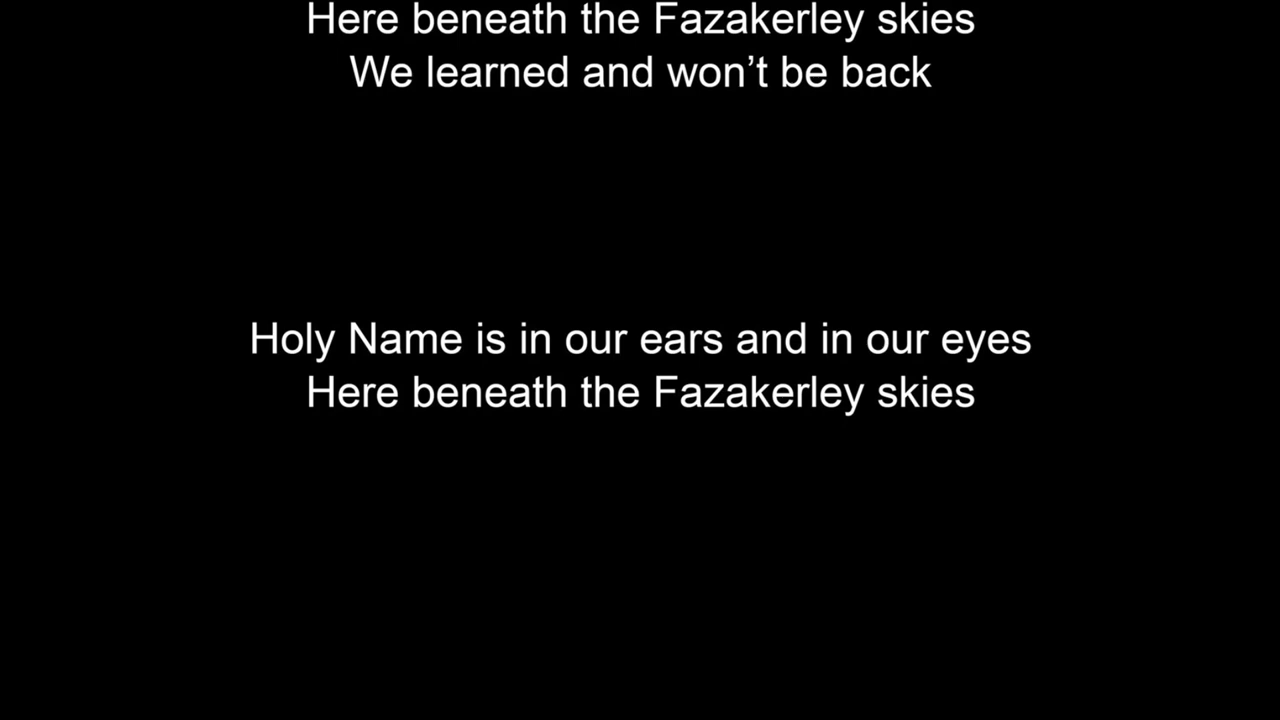 Here beneath the Fazakerley skies
We learned and won’t be back
Holy Name is in our ears and in our eyes
Here beneath the Fazakerley skies